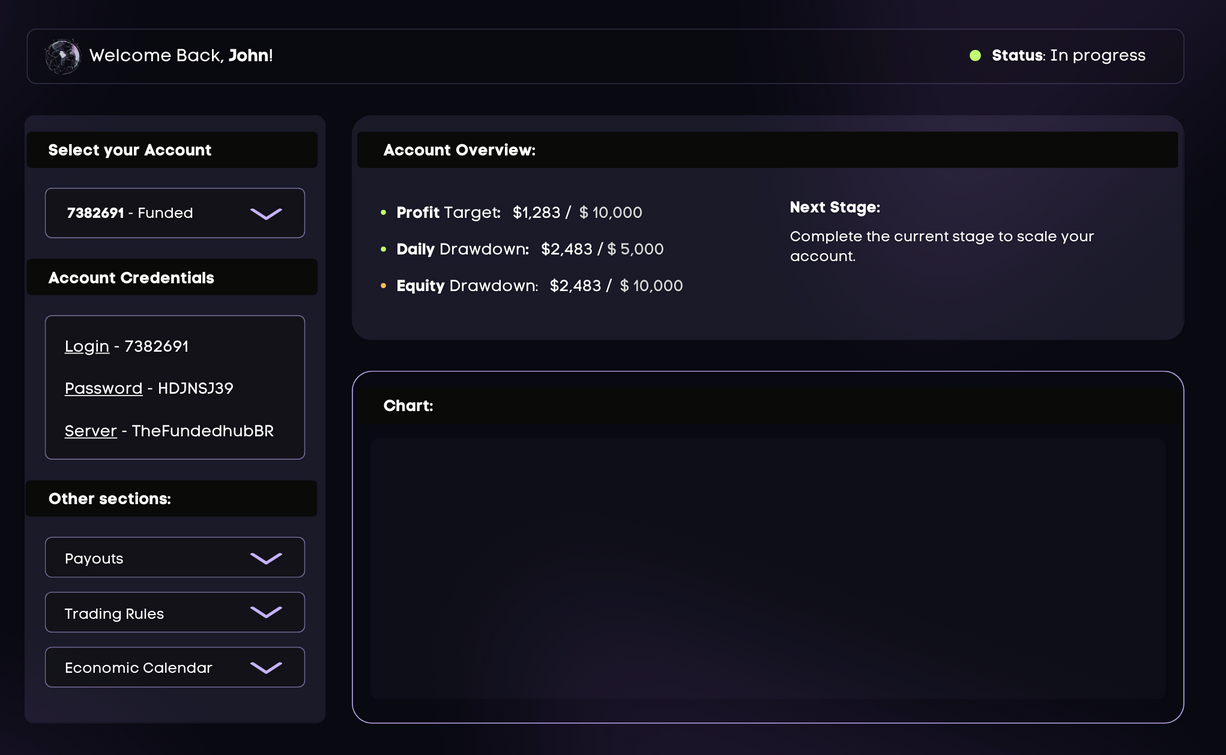 Welcome Back, John!
Status: In progress
Select your Account
7382691 - Funded
Account Credentials
Login - 7382691
Password - HDJNSJ39
Server - TheFundedhubBR
Other sections:
Payouts
Trading Rules
Economic Calendar
Account Overview:
Profit Target: $1,283 / $ 10,000
Daily Drawdown: $2,483 / $ 5,000
Equity Drawdown: $2,483 / $ 10,000
Next Stage:
Complete the current stage to scale your
account.
Chart: